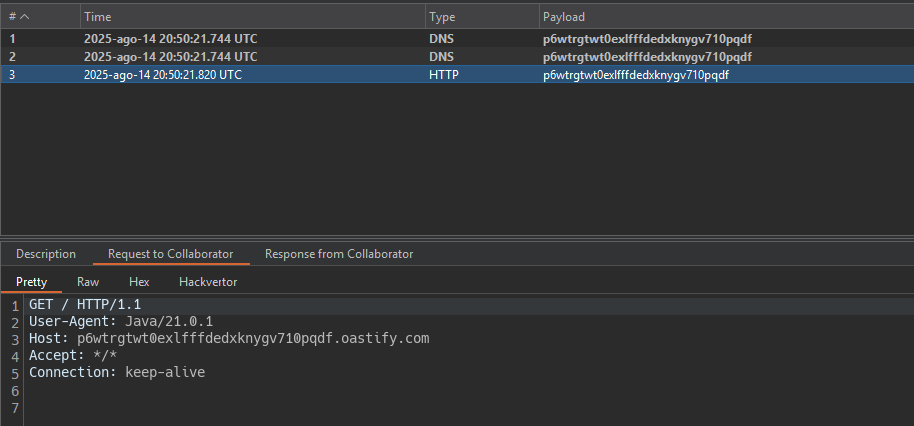 # Time Type Payload
1 2025-ago-14 20:50:21.744 UTC DNS p6wtrgtwt0exlfffdedxknygv710pqdf
2 2025-ago-14 20:50:21.744 UTC DNS p6wtrgtwt0exlfffdedxknygv710pqdf
3 2025-ago-14 20:50:21.820 UTC HTTP p6wtrgtwt0exlfffdedxknygv710pqdf
Description Request to Collaborator Response from Collaborator
Pretty Raw Hex Hackvertor
1 GET / HTTP/1.1
2 User-Agent: Java/21.0.1
3 Host: p6wtrgtwt0exlfffdedxknygv710pqdf.oastify.com
4 Accept: */*
5 Connection: keep-alive
6
7